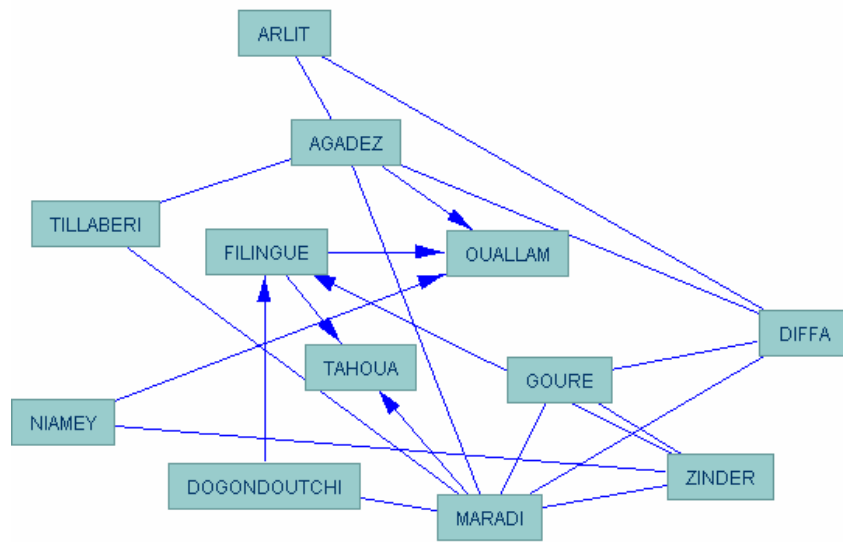 ARLIT
AGADEZ
TILLABERI
FILINGUE
OUALLAM
DIFFA
TAHOUA
GOURE
NIAMEY
DOGONDOUTCHI
ZINDER
MARADI